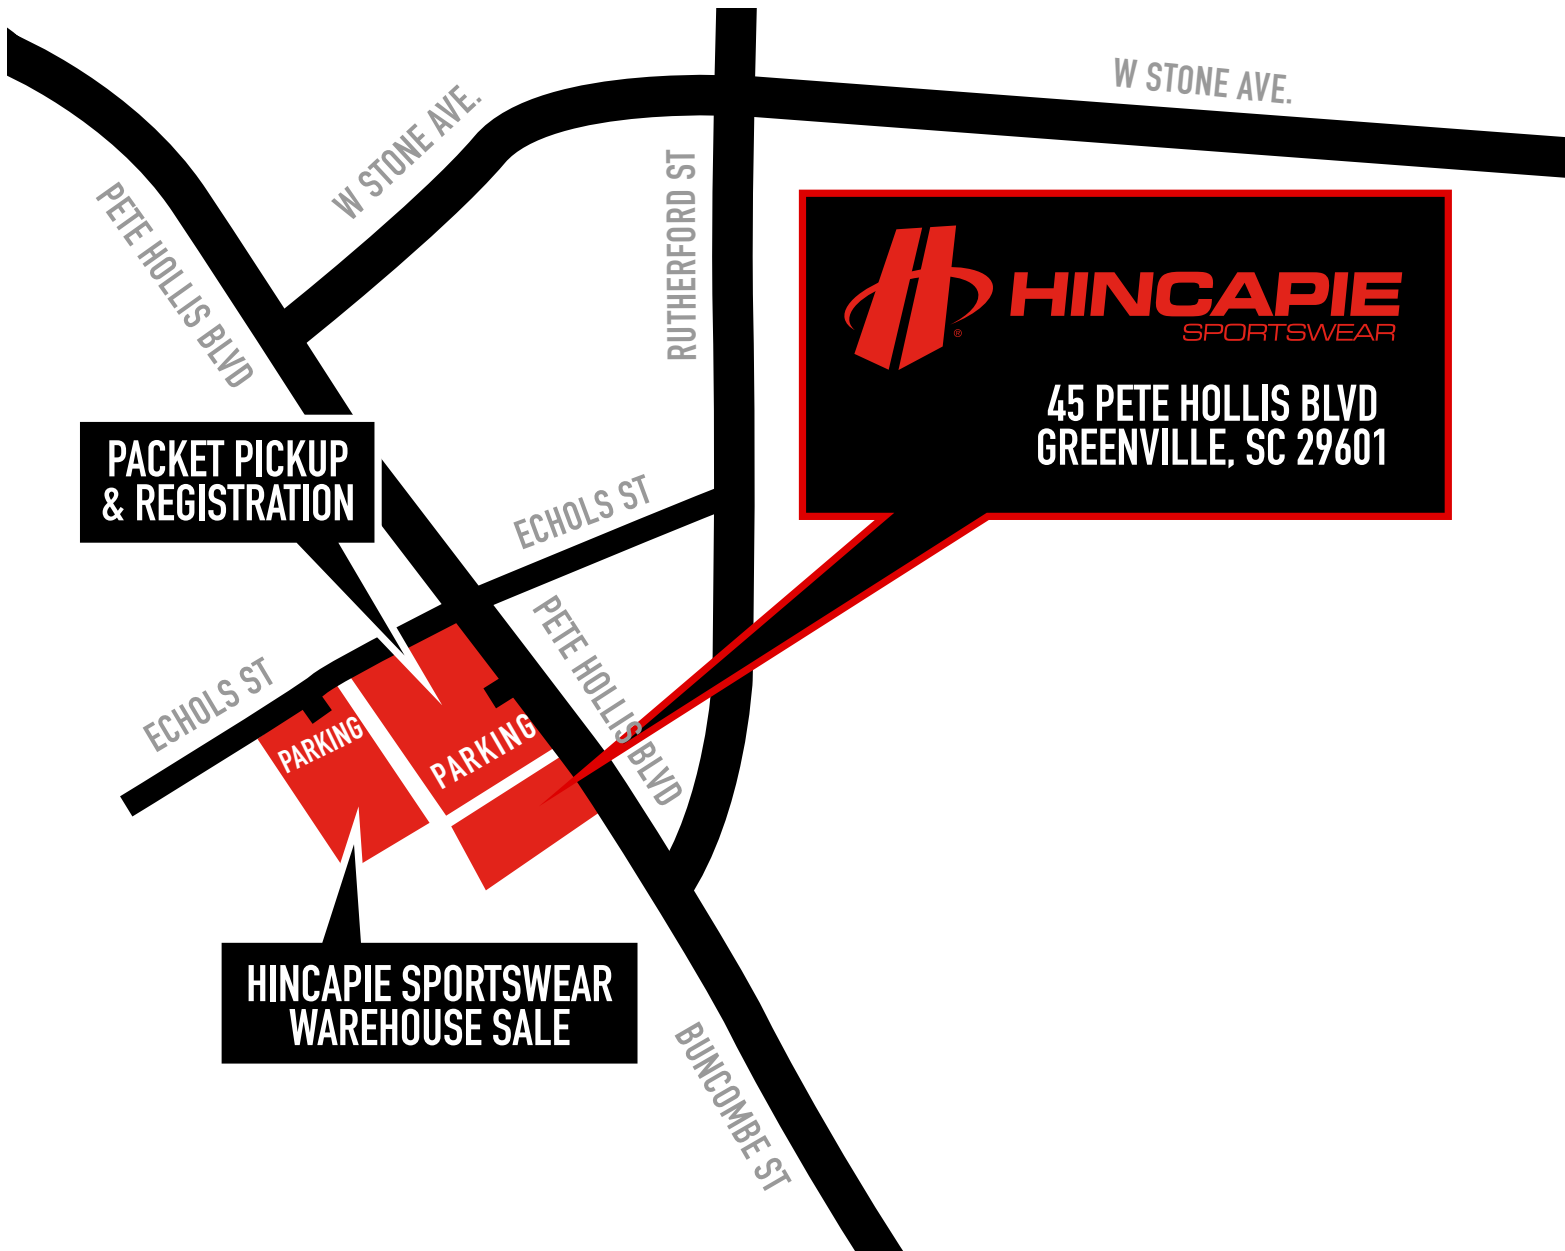 W STONE AVE.
W STONE AVE.
PETE HOLLIS BLVD
RUTHERFORD ST
HINCAPIE
SPORTSWEAR
®
45 PETE HOLLIS BLVD
GREENVILLE, SC 29601
PACKET PICKUP
& REGISTRATION
ECHOLS ST
PETE HOLLIS BLVD
ECHOLS ST
PARKING
PARKING
HINCAPIE SPORTSWEAR
WAREHOUSE SALE
BUNCOMBE ST